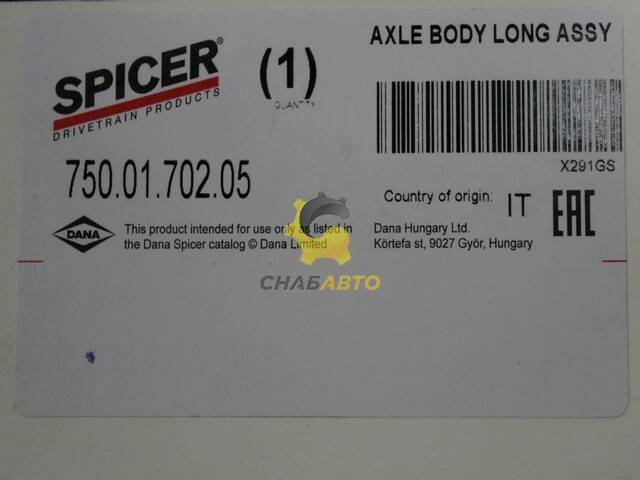 AXLE BODY LONG ASSY
SPICER®
DRIVETRAIN PRODUCTS
(1)
QUANTITY
X291GS
750.01.702.05
Country of origin: IT
EAC
DANA
This product intended for use only as listed in
the Dana Spicer catalog © Dana Limited
Dana Hungary Ltd.
Körtefa st, 9027 Győr, Hungary
СНАБАВТО